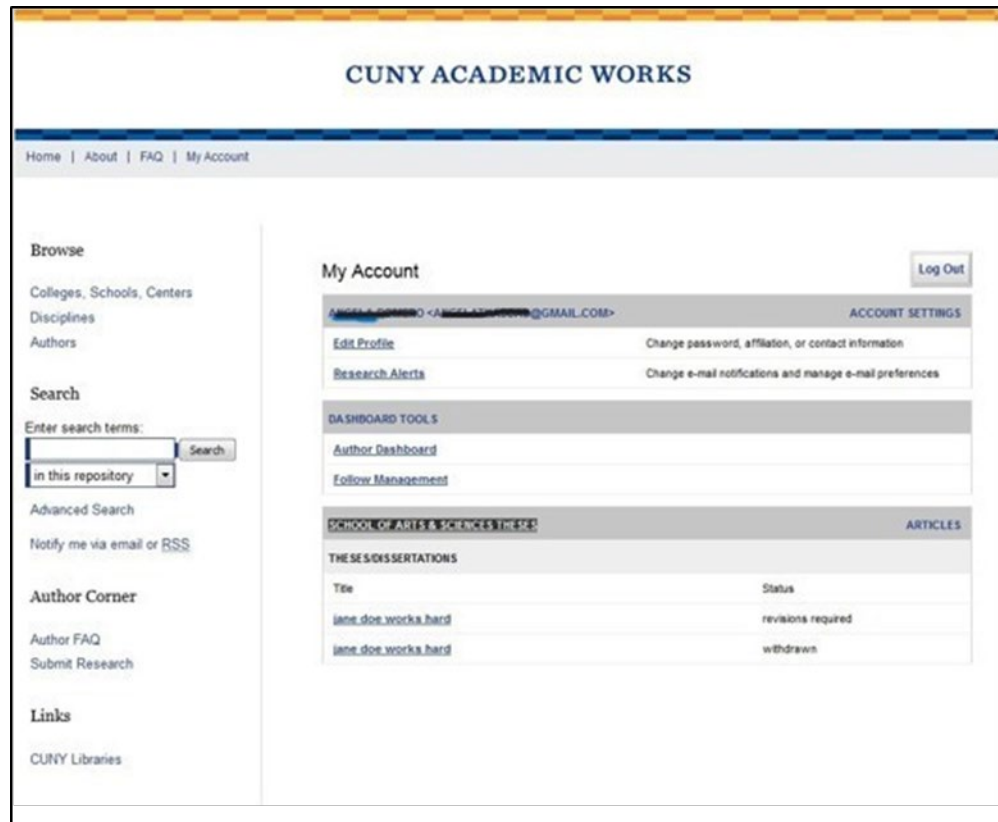 CUNY ACADEMIC WORKS
Home | About | FAQ | My Account
Browse
Colleges, Schools, Centers
Disciplines
Authors
Search
Enter search terms:
Search
in this repository
Advanced Search
Notify me via email or RSS
Author Corner
Author FAQ
Submit Research
Links
CUNY Libraries
My Account
Log Out
@GMAIL.COM>
ACCOUNT SETTINGS
Edit Profile
Change password, affiliation, or contact information
Research Alerts
Change e-mail notifications and manage e-mail preferences
DASHBOARD TOOLS
Author Dashboard
Follow Management
SCHOOL OF ARTS & SCIENCES THESES
ARTICLES
THESES/DISSERTATIONS
Title
Status
jane doe works hard
revisions required
jane doe works hard
withdrawn